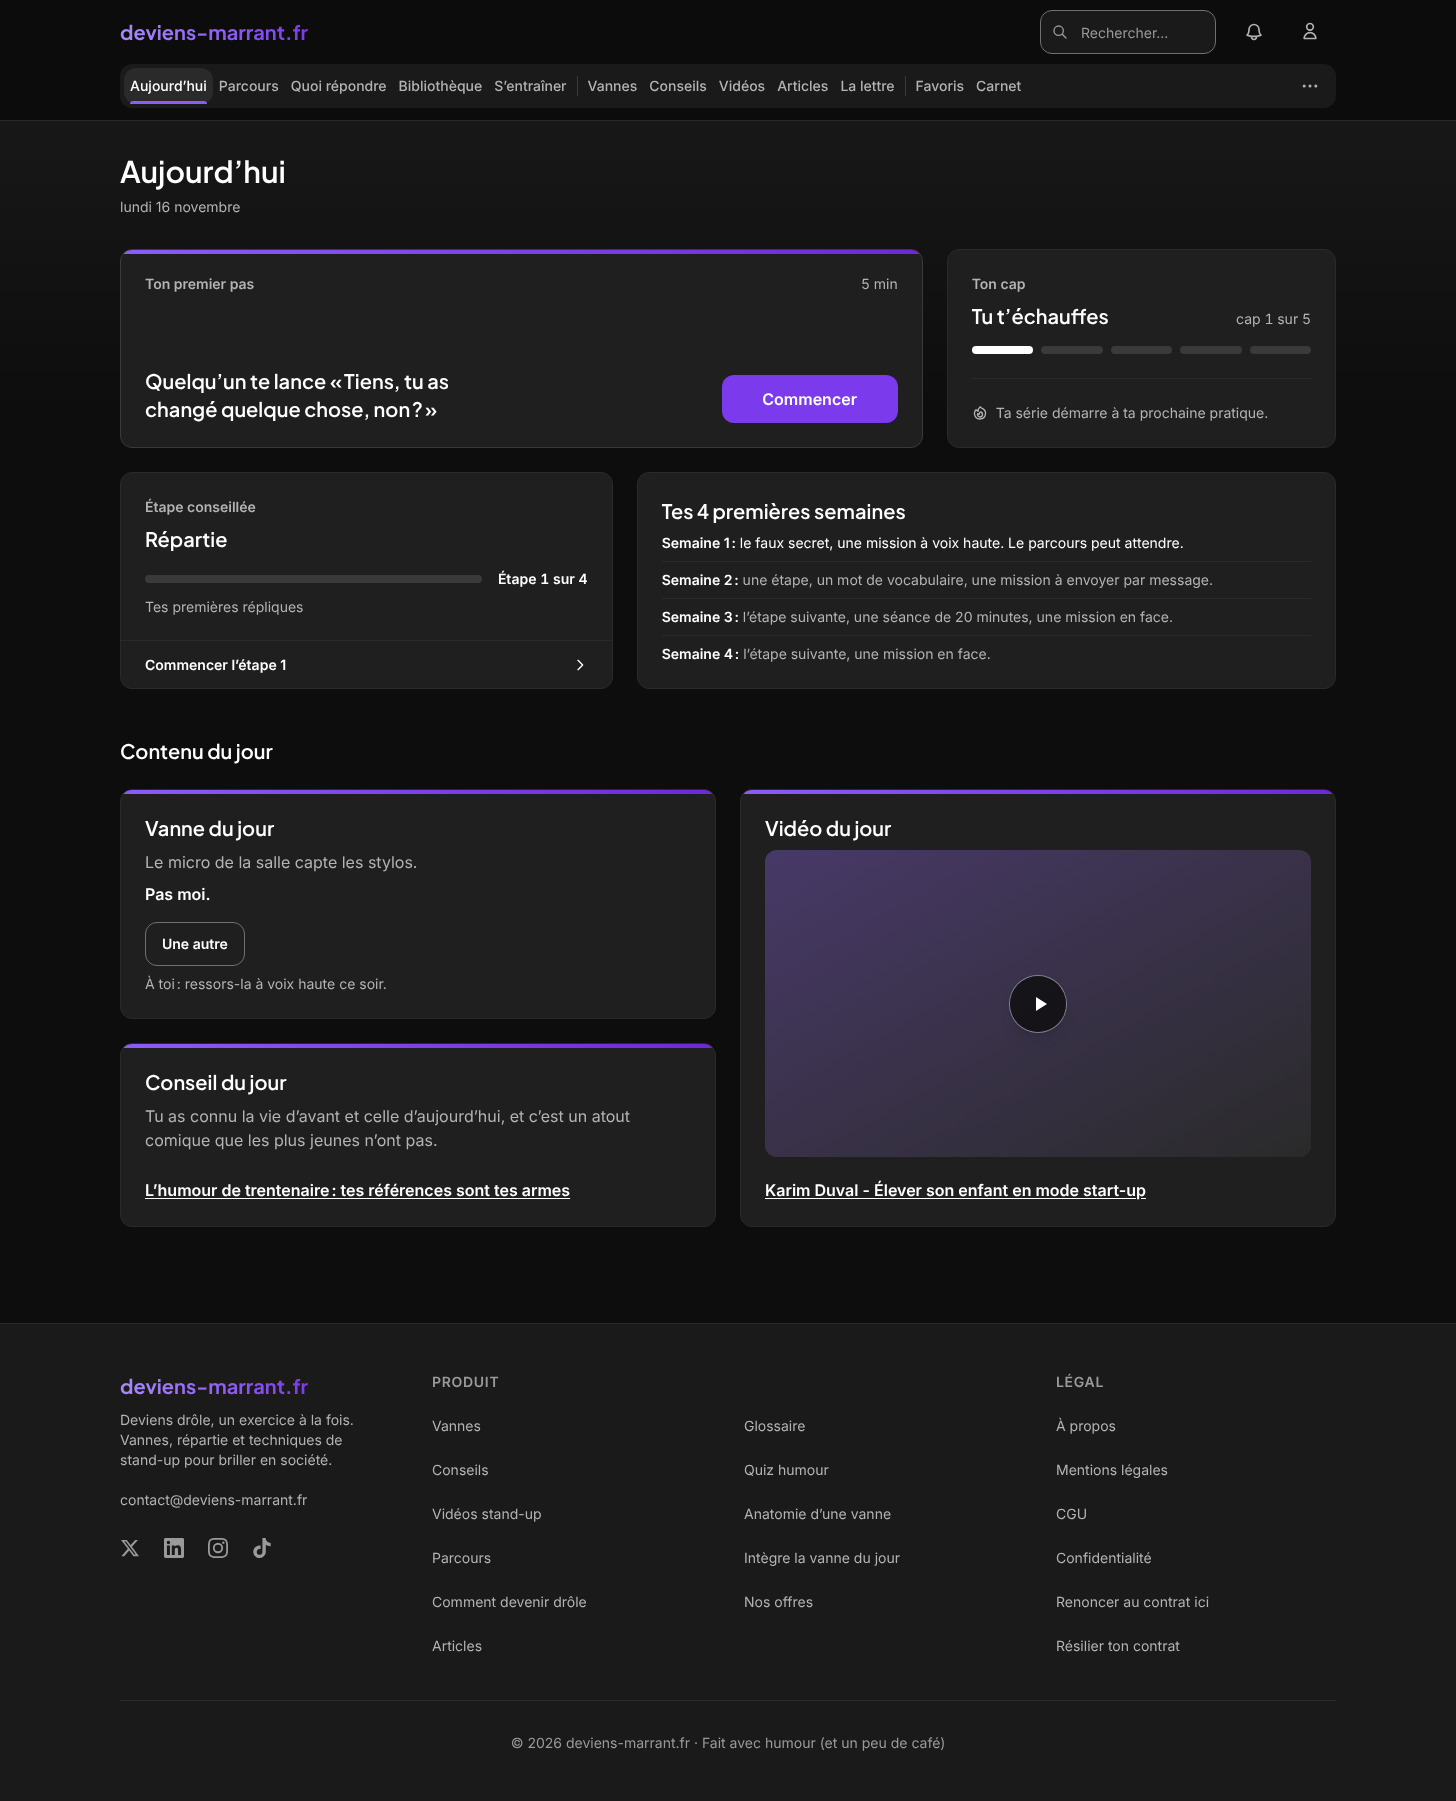 deviens-marrant.fr
Rechercher...
Aujourd’hui Parcours Quoi répondre Bibliothèque S’entraîner Vannes Conseils Vidéos Articles La lettre Favoris Carnet
Aujourd’hui
lundi 16 novembre
Ton premier pas
5 min
Quelqu’un te lance « Tiens, tu as
changé quelque chose, non ? »
Commencer
Ton cap
Tu t’échauffes
cap 1 sur 5
Ta série démarre à ta prochaine pratique.
Étape conseillée
Répartie
Étape 1 sur 4
Tes premières répliques
Commencer l’étape 1
Tes 4 premières semaines
Semaine 1 : le faux secret, une mission à voix haute. Le parcours peut attendre.
Semaine 2 : une étape, un mot de vocabulaire, une mission à envoyer par message.
Semaine 3 : l’étape suivante, une séance de 20 minutes, une mission en face.
Semaine 4 : l’étape suivante, une mission en face.
Contenu du jour
Vanne du jour
Le micro de la salle capte les stylos.
Pas moi.
Une autre
À toi : ressors-la à voix haute ce soir.
Conseil du jour
Tu as connu la vie d’avant et celle d’aujourd’hui, et c’est un atout
comique que les plus jeunes n’ont pas.
L’humour de trentenaire : tes références sont tes armes
Vidéo du jour
Karim Duval - Élever son enfant en mode start-up
deviens-marrant.fr
Deviens drôle, un exercice à la fois.
Vannes, répartie et techniques de
stand-up pour briller en société.
contact@deviens-marrant.fr
PRODUIT
Vannes
Conseils
Vidéos stand-up
Parcours
Comment devenir drôle
Articles
Glossaire
Quiz humour
Anatomie d’une vanne
Intègre la vanne du jour
Nos offres
LÉGAL
À propos
Mentions légales
CGU
Confidentialité
Renoncer au contrat ici
Résilier ton contrat
© 2026 deviens-marrant.fr · Fait avec humour (et un peu de café)